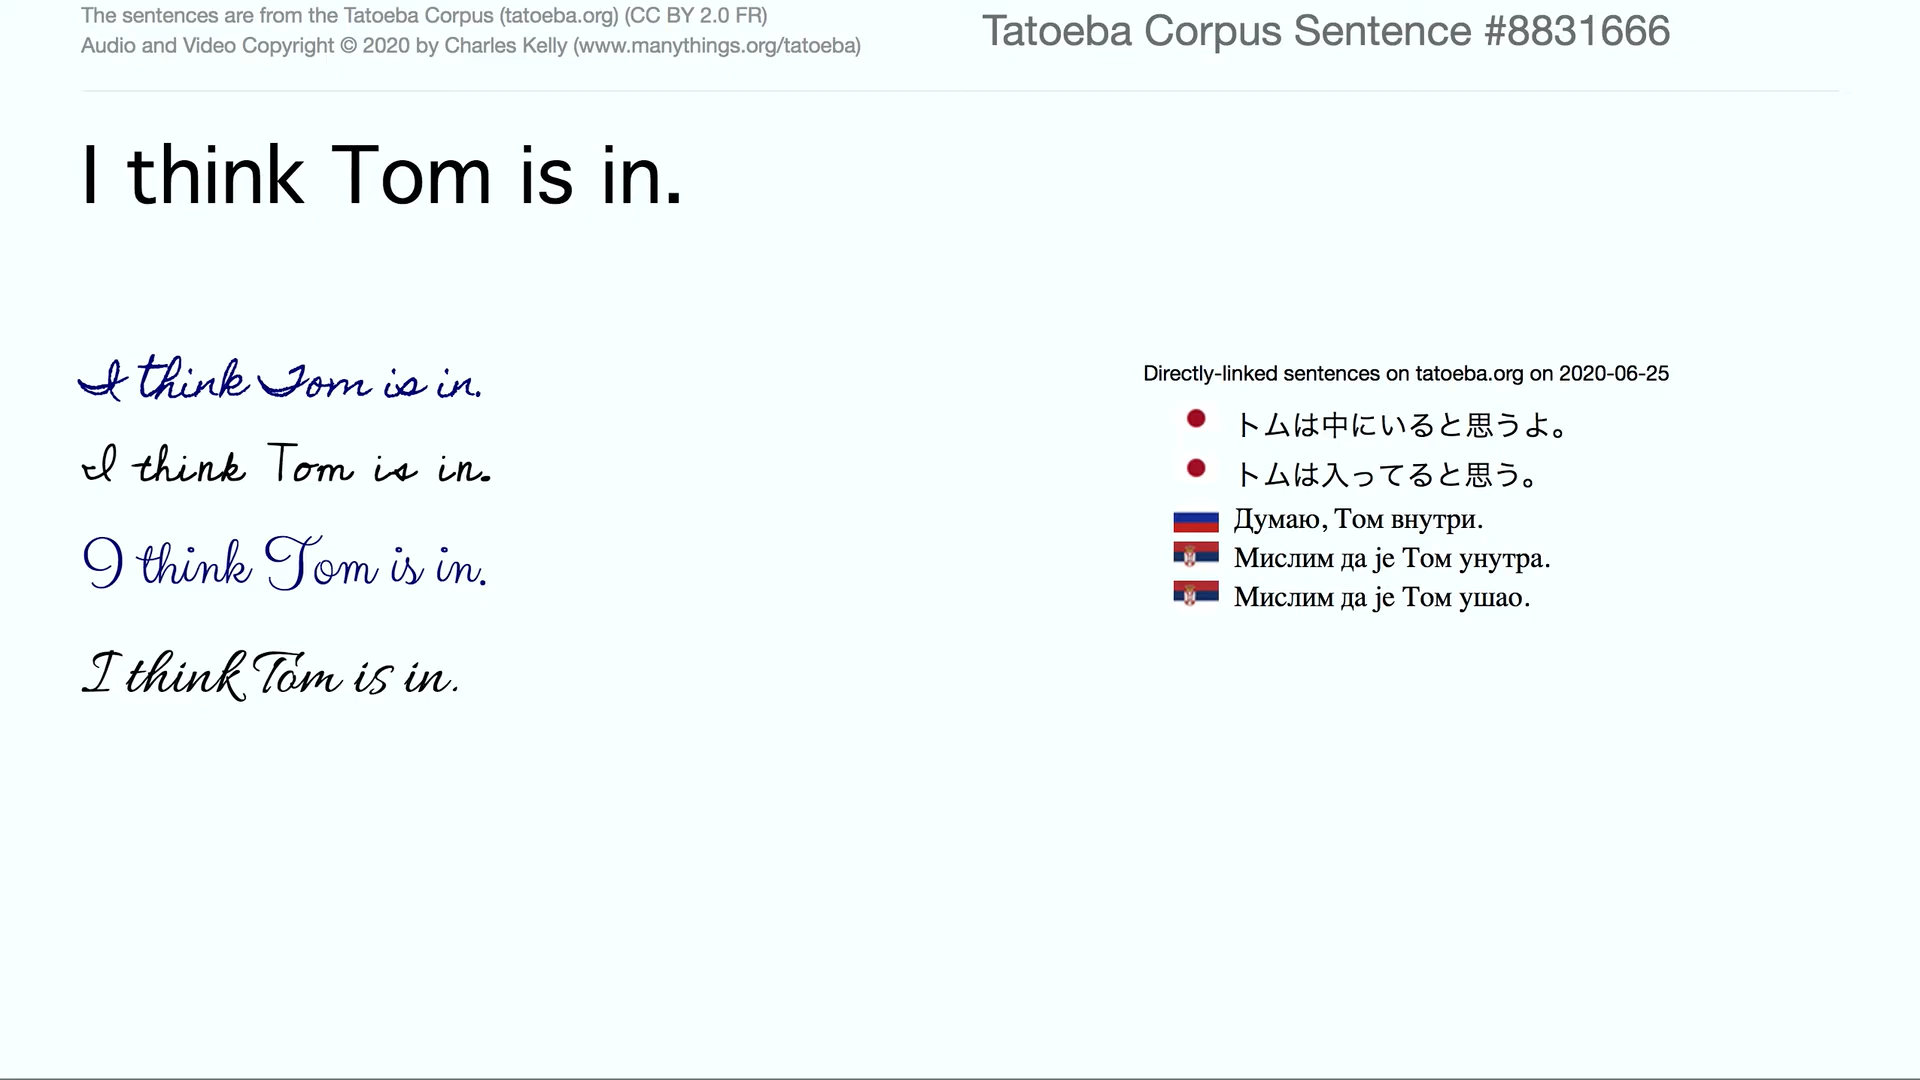 The sentences are from the Tatoeba Corpus (tatoeba.org) (CC BY 2.0 FR)
Audio and Video Copyright © 2020 by Charles Kelly (www.manythings.org/tatoeba)
Tatoeba Corpus Sentence #8831666
I think Tom is in.
I think Tom is in.
I think Tom is in.
I think Tom is in.
I think Tom is in.
Directly-linked sentences on tatoeba.org on 2020-06-25
トムは中にいると思うよ。
トムは入ってると思う。
Думаю, Том внутри.
Мислим да је Том унутра.
Мислим да је Том ушао.